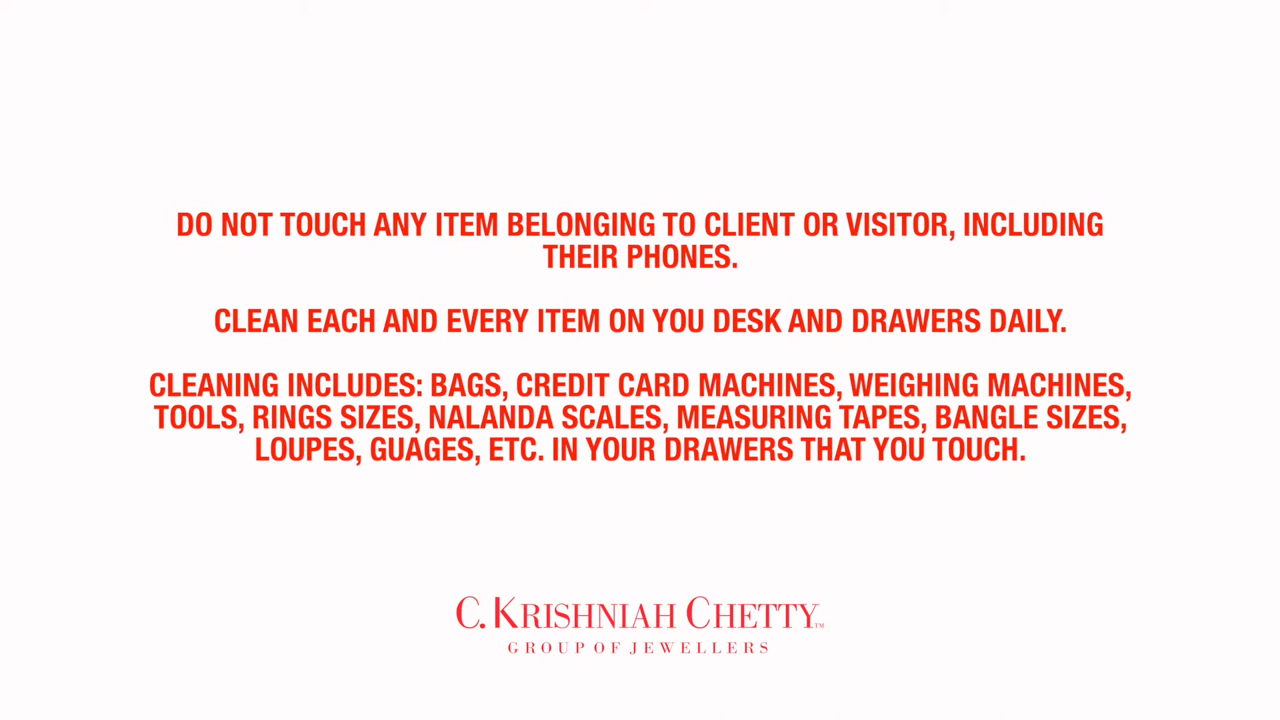 DO NOT TOUCH ANY ITEM BELONGING TO CLIENT OR VISITOR, INCLUDING
THEIR PHONES.
CLEAN EACH AND EVERY ITEM ON YOU DESK AND DRAWERS DAILY.
CLEANING INCLUDES: BAGS, CREDIT CARD MACHINES, WEIGHING MACHINES,
TOOLS, RINGS SIZES, NALANDA SCALES, MEASURING TAPES, BANGLE SIZES,
LOUPES, GUAGES, ETC. IN YOUR DRAWERS THAT YOU TOUCH.
C. KRISHNIAH CHETTY™
GROUP OF JEWELLERS